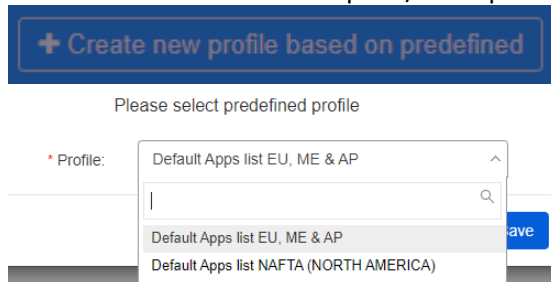 + Create new profile based on predefined
Please select predefined profile
* Profile: Default Apps list EU, ME & AP
Default Apps list EU, ME & AP
ave
Default Apps list NAFTA (NORTH AMERICA)